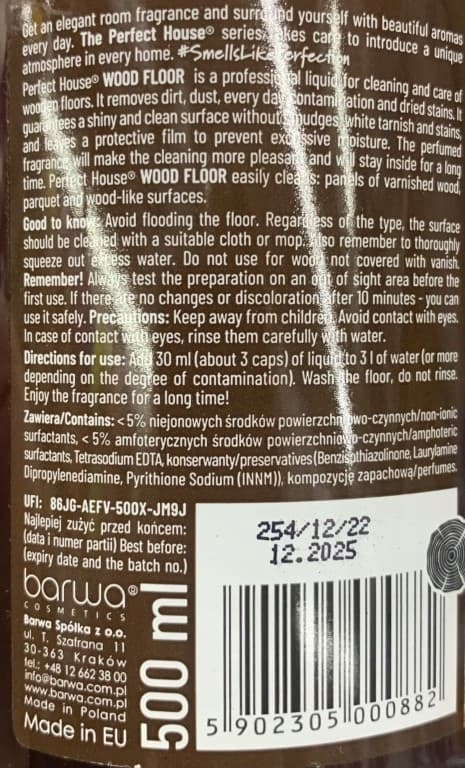 Get an elegant room fragrance and surround yourself with beautiful aromas
every day. The Perfect House® series takes care to introduce a unique
atmosphere in every home. #SmellsLikePerfection
Perfect House® WOOD FLOOR is a professional liquid for cleaning and care of
wooden floors. It removes dirt, dust, every day contamination and dried stains. It
guarantees a shiny and clean surface without smudges, white tarnish and stains,
and leaves a protective film to prevent excessive moisture. The perfumed
fragrance will make the cleaning more pleasant and will stay inside for a long
time. Perfect House® WOOD FLOOR easily cleans: panels of varnished wood,
parquet and wood-like surfaces.
Good to know: Avoid flooding the floor. Regardless of the type, the surface
should be cleaned with a suitable cloth or mop. Also remember to thoroughly
squeeze out excess water. Do not use for wood not covered with vanish.
Remember! Always test the preparation on an out of sight area before the
first use. If there are no changes or discoloration after 10 minutes - you can
use it safely. Precautions: Keep away from children. Avoid contact with eyes.
In case of contact with eyes, rinse them carefully with water.
Directions for use: Add 30 ml (about 3 caps) of liquid to 3 l of water (or more
depending on the degree of contamination). Wash the floor, do not rinse.
Enjoy the fragrance for a long time!
Zawiera/Contains: < 5% niejonowych środków powierzchniowo-czynnych/non-ionic
surfactants, < 5% amfoterycznych środków powierzchniowo-czynnych/amphoteric
surfactants, Tetrasodium EDTA, konserwanty/preservatives (Benzisothiazolinone, Laurylamine
Dipropylenediamine, Pyrithione Sodium (INNM)), kompozycję zapachową/perfumes.
UFI: 86JG-AEFV-500X-JM9J
Najlepiej zużyć przed końcem:
(data i numer partii) Best before:
(expiry date and the batch no.)
254/12/22
12.2025
barwa®
COSMETICS
Barwa Spółka z o.o.
ul. T. Szafrana 11
30-363 Kraków
tel.: +48 12 662 38 00
info@barwa.com.pl
www.barwa.com.pl
Made in Poland
Made in EU
500 ml
5 902305 000882